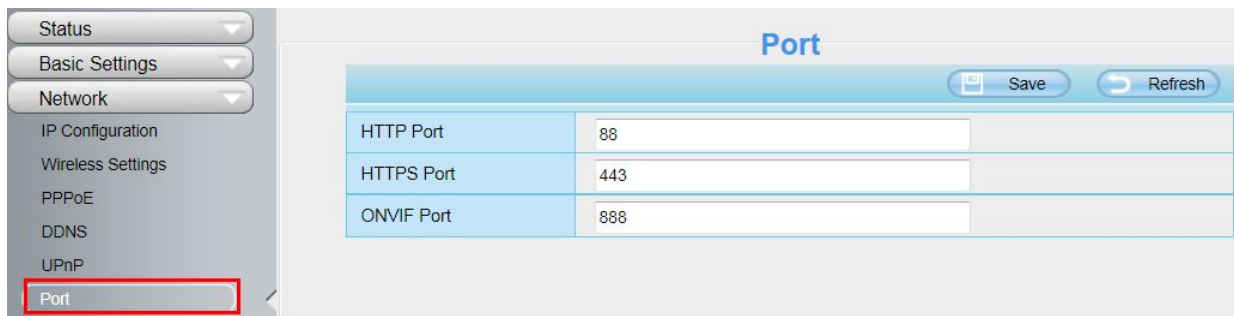 Status
Basic Settings
Network
IP Configuration
Wireless Settings
PPPoE
DDNS
UPnP
Port
Port
Save Refresh
HTTP Port 88
HTTPS Port 443
ONVIF Port 888